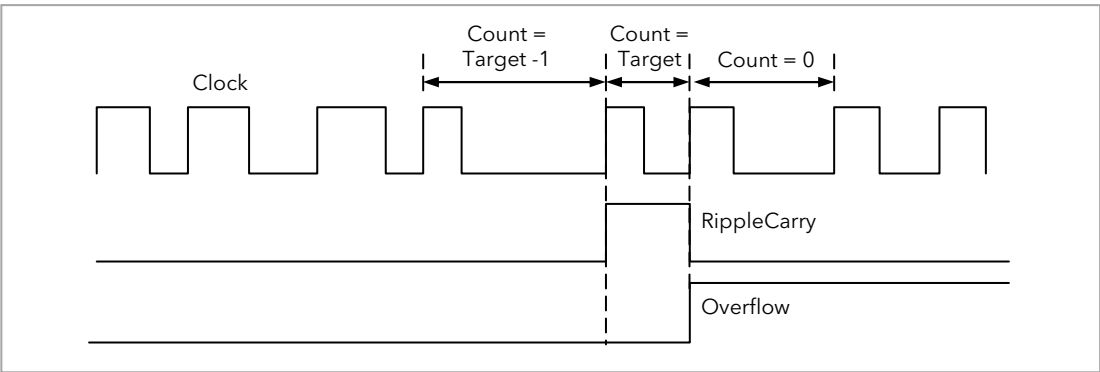 Count =
Target -1
Count =
Target
Count = 0
Clock
RippleCarry
Overflow